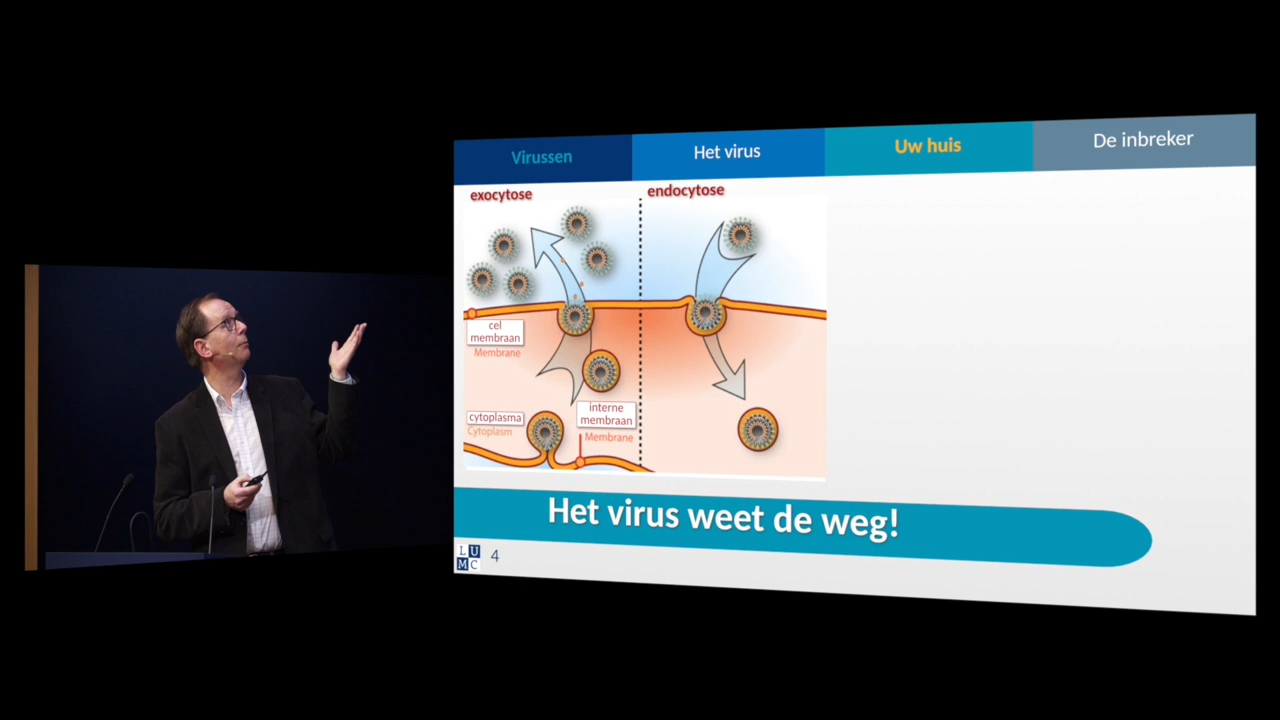 Virussen
Het virus
Uw huis
De inbreker
exocytose
endocytose
cel
membraan
Membrane
cytoplasma
Cytoplasm
interne
membraan
Membrane
Het virus weet de weg!
L U
M C
4